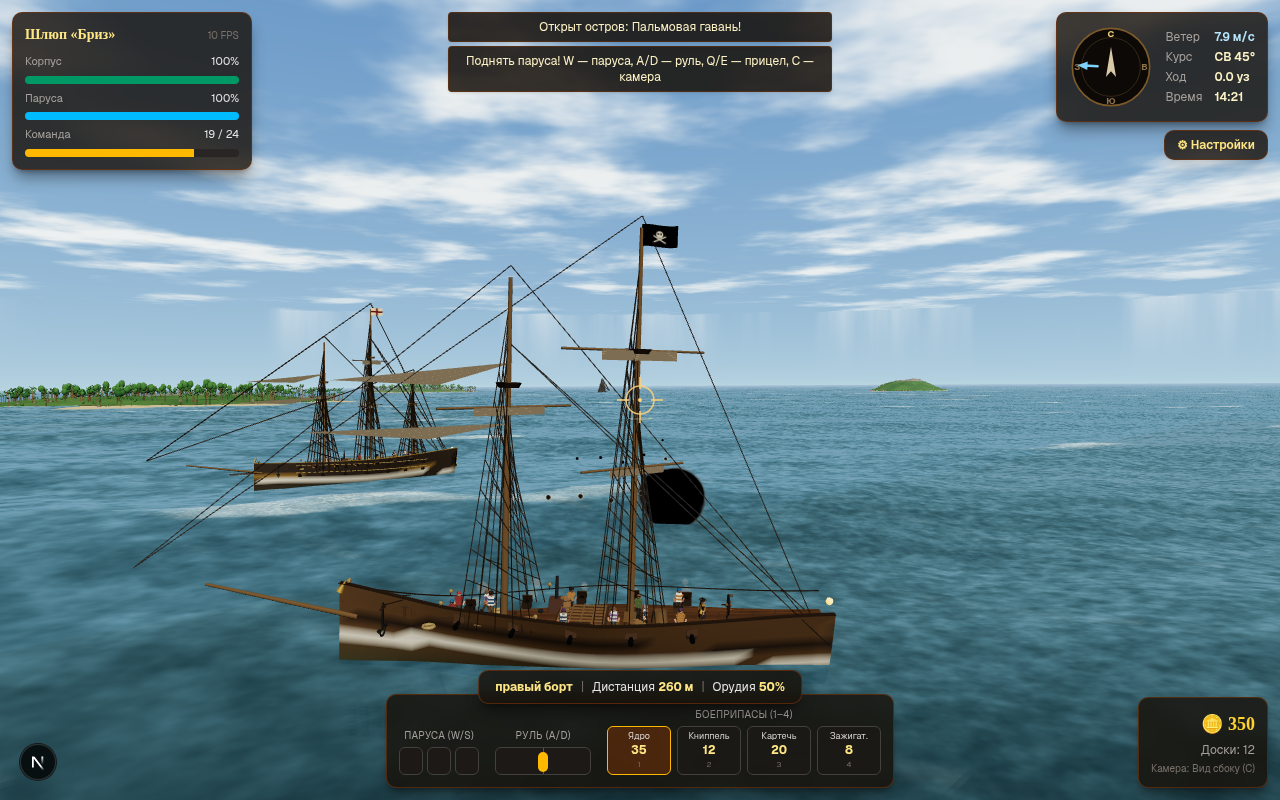 Шлюп «Бриз» 10 FPS
Корпус 100%
Паруса 100%
Команда 19 / 24
Открыт остров: Пальмовая гавань!
Поднять паруса! W — паруса, A/D — руль, Q/E — прицел, C —
камера
С
З
В
Ю
Ветер 7.9 м/с
Курс СВ 45°
Ход 0.0 уз
Время 14:21
⚙ Настройки
правый борт | Дистанция 260 м | Орудия 50%
БОЕПРИПАСЫ (1–4)
ПАРУСА (W/S)
РУЛЬ (A/D)
Ядро
35
1
Книппель
12
2
Картечь
20
3
Зажигат.
8
4
350
Доски: 12
Камера: Вид сбоку (C)
N